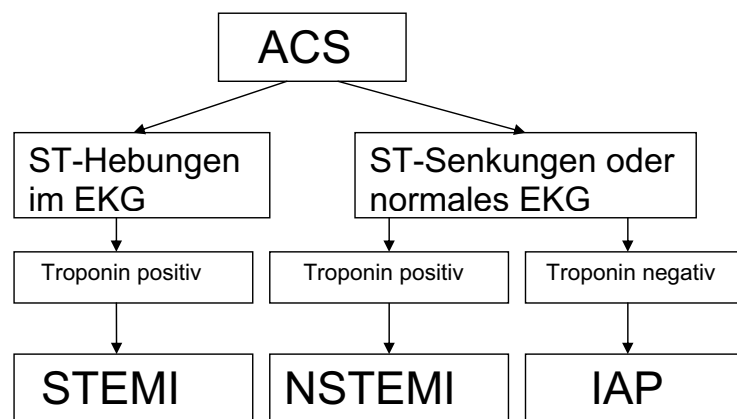 ACS
ST-Hebungen
im EKG
ST-Senkungen oder
normales EKG
Troponin positiv
Troponin positiv
Troponin negativ
STEMI
NSTEMI
IAP